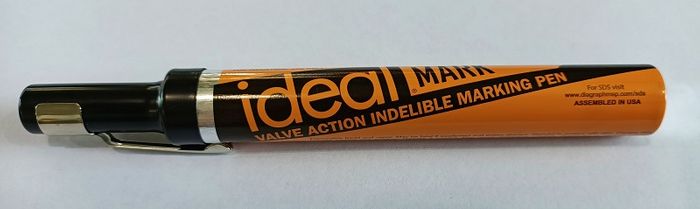 ideal
MARK
VALVE ACTION INDELIBLE MARKING PEN
For SDS visit
www.diagraphmsp.com/sds
ASSEMBLED IN USA